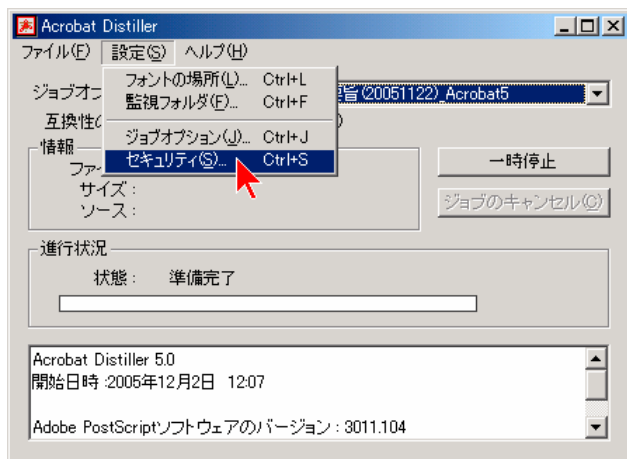 Acrobat Distiller
ファイル(F) 設定(S) ヘルプ(H)
フォントの場所(L)... Ctrl+L
監視フォルダ(F)... Ctrl+F
ジョブオプション(J)... Ctrl+J
セキュリティ(S)... Ctrl+S
ジョブオプ
旨(20051122)_Acrobat5
互換性(
情報
ファイ
サイズ :
ソース :
一時停止
ジョブのキャンセル(C)
進行状況
状態 : 準備完了
Acrobat Distiller 5.0
開始日時 :2005年12月2日 12:07
Adobe PostScriptソフトウェアのバージョン : 3011.104